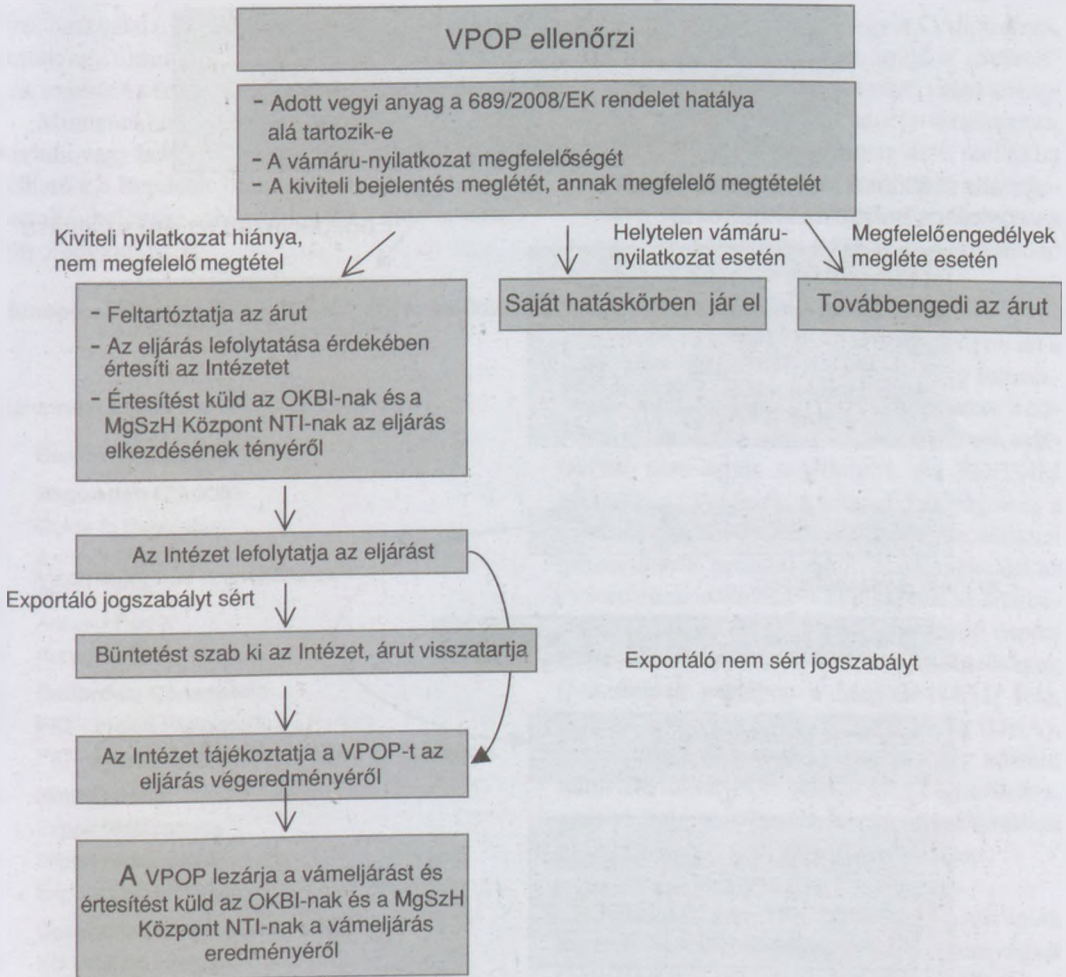 VPOP ellenőrzi
- Adott vegyi anyag a 689/2008/EK rendelet hatálya
alá tartozik-e
- A vámáru-nyilatkozat megfelelőségét
- A kiviteli bejelentés meglétét, annak megfelelő megtételét
Kiviteli nyilatkozat hiánya,
nem megfelelő megtétel
Helytelen vámáru-
nyilatkozat esetén
Megfelelő engedélyek
megléte esetén
- Feltartóztatja az árut
- Az eljárás lefolytatása érdekében
értesíti az Intézetet
- Értesítést küld az OKBI-nak és a
MgSzH Központ NTI-nak az eljárás
elkezdésének tényéről
Saját hatáskörben jár el
Továbbengedi az árut
Az Intézet lefolytatja az eljárást
Exportáló jogszabályt sért
Büntetést szab ki az Intézet, árut visszatartja
Exportáló nem sért jogszabályt
Az Intézet tájékoztatja a VPOP-t az
eljárás végeredményéről
A VPOP lezárja a vámeljárást és
értesítést küld az OKBI-nak és a MgSzH
Központ NTI-nak a vámeljárás
eredményéről